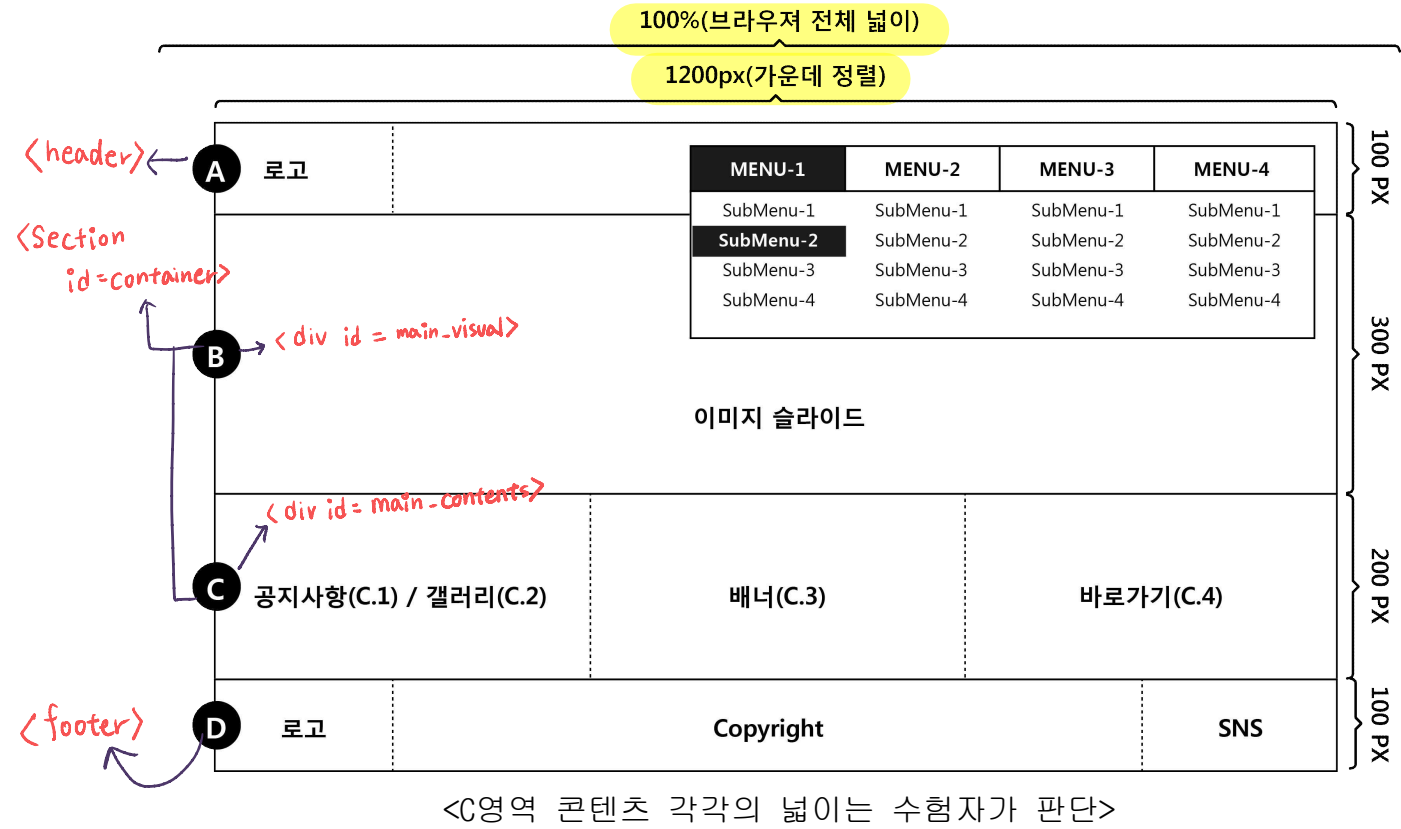 100%(브라우져 전체 넓이)
1200px(가운데 정렬)
<header>
A
로고
MENU-1 MENU-2 MENU-3 MENU-4
SubMenu-1 SubMenu-1 SubMenu-1 SubMenu-1
SubMenu-2 SubMenu-2 SubMenu-2 SubMenu-2
SubMenu-3 SubMenu-3 SubMenu-3 SubMenu-3
SubMenu-4 SubMenu-4 SubMenu-4 SubMenu-4
100 PX
<Section
id=container>
B
<div id = main_visual>
이미지 슬라이드
300 PX
<div id= main_contents>
C
공지사항(C.1) / 갤러리(C.2)
배너(C.3)
바로가기(C.4)
200 PX
<footer>
D
로고
Copyright
SNS
100 PX
<C영역 콘텐츠 각각의 넓이는 수험자가 판단>